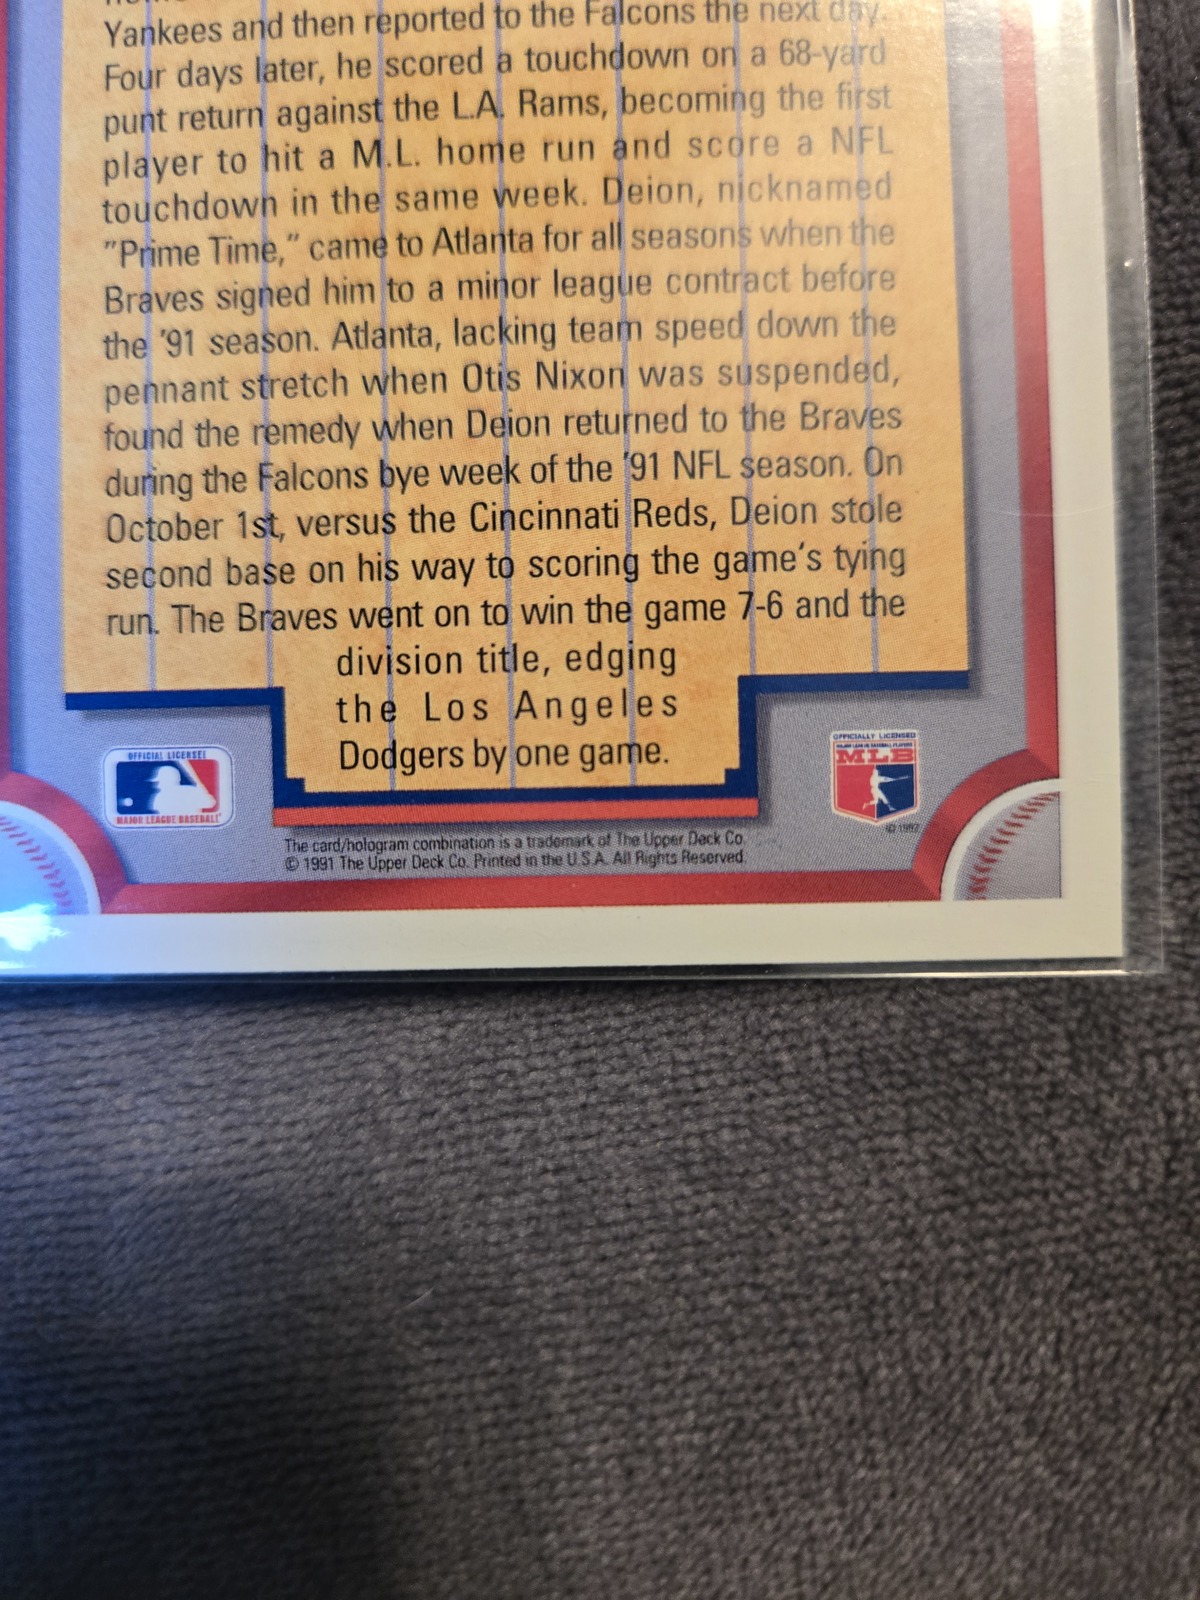 Yankees and then reported to the Falcons the next day.
Four days later, he scored a touchdown on a 68-yard
punt return against the L.A. Rams, becoming the first
player to hit a M.L. home run and score a NFL
touchdown in the same week. Deion, nicknamed
"Prime Time," came to Atlanta for all seasons when the
Braves signed him to a minor league contract before
the '91 season. Atlanta, lacking team speed down the
pennant stretch when Otis Nixon was suspended,
found the remedy when Deion returned to the Braves
during the Falcons bye week of the '91 NFL season. On
October 1st, versus the Cincinnati Reds, Deion stole
second base on his way to scoring the game's tying
run. The Braves went on to win the game 7-6 and the
division title, edging
the Los Angeles
Dodgers by one game.
OFFICIAL LICENSEE
MAJOR LEAGUE BASEBALL
OFFICIALLY LICENSED
MAJOR LEAGUE BASEBALL PLAYERS
MLB
© 1992
The card/hologram combination is a trademark of The Upper Deck Co.
© 1991 The Upper Deck Co. Printed in the U.S.A. All Rights Reserved.